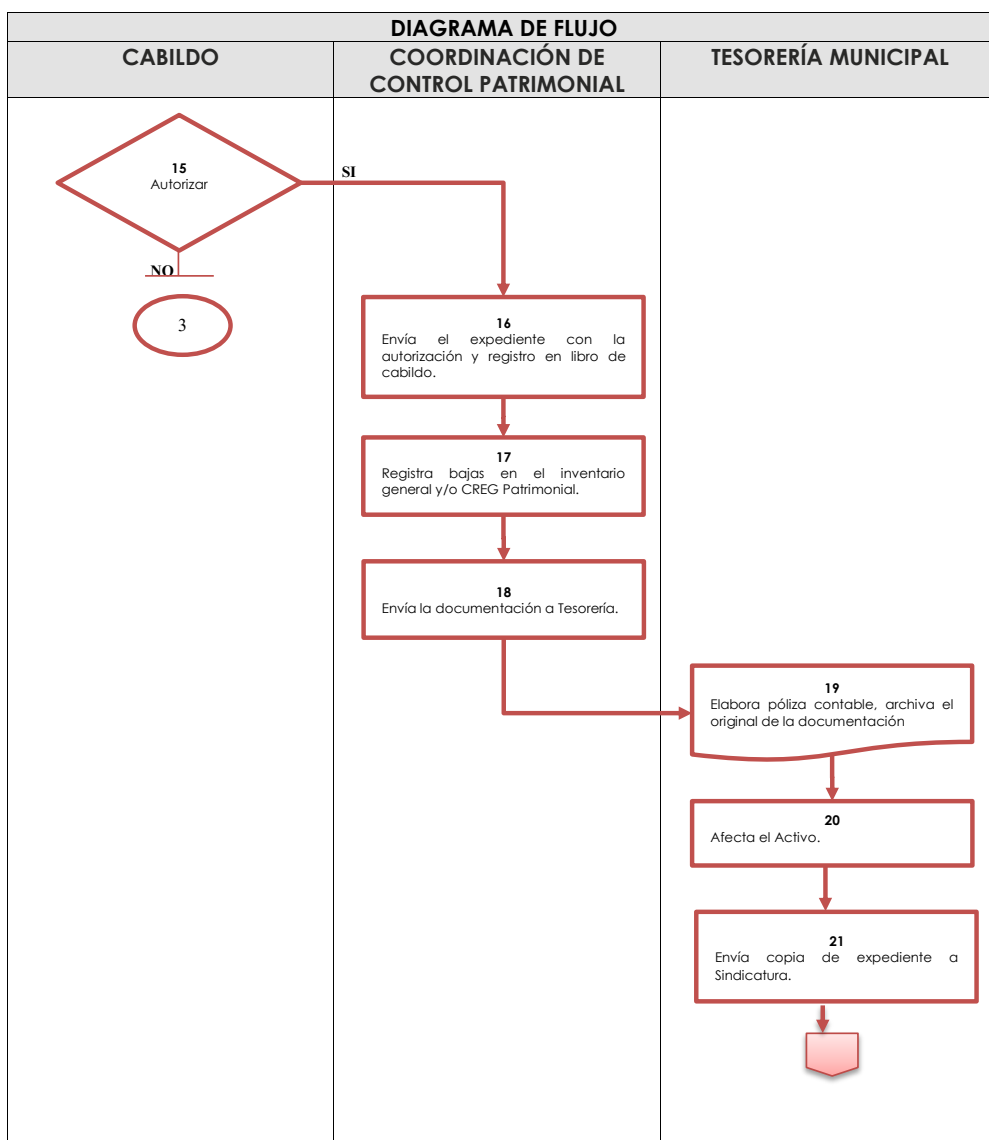 DIAGRAMA DE FLUJO
CABILDO
COORDINACIÓN DE
CONTROL PATRIMONIAL
TESORERÍA MUNICIPAL
15
Autorizar
SI
NO
3
16
Envía el expediente con la
autorización y registro en libro de
cabildo.
17
Registra bajas en el inventario
general y/o CREG Patrimonial.
18
Envía la documentación a Tesorería.
19
Elabora póliza contable, archiva el
original de la documentación
20
Afecta el Activo.
21
Envía copia de expediente a
Sindicatura.